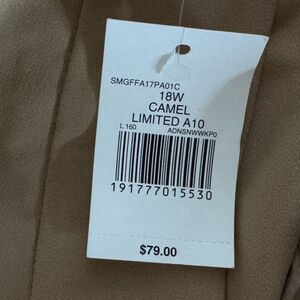 SMGFFA17PA01C
18W
CAMEL
LIMITED A10
L 160 ADNSNWWKP0
191777015530
$79.00